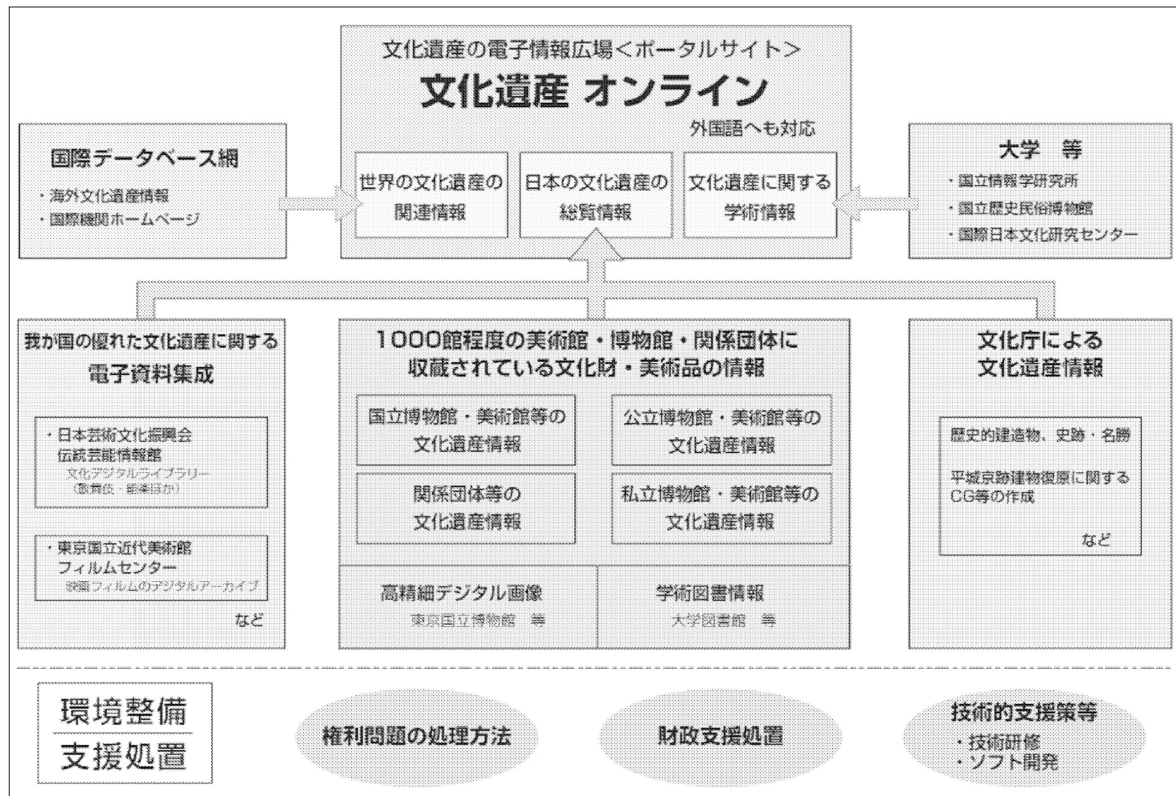 文化遺産の電子情報広場＜ポータルサイト＞
文化遺産 オンライン
外国語へも対応
世界の文化遺産の
関連情報
日本の文化遺産の
総覧情報
文化遺産に関する
学術情報
国際データベース網
・海外文化遺産情報
・国際機関ホームページ
大学　等
・国立情報学研究所
・国立歴史民俗博物館
・国際日本文化研究センター
我が国の優れた文化遺産に関する
電子資料集成
・日本芸術文化振興会
伝統芸能情報館
文化デジタルライブラリー
（歌舞伎・能楽ほか）
・東京国立近代美術館
フィルムセンター
映画フィルムのデジタルアーカイブ
など
1000館程度の美術館・博物館・関係団体に
収蔵されている文化財・美術品の情報
国立博物館・美術館等の
文化遺産情報
公立博物館・美術館等の
文化遺産情報
関係団体等の
文化遺産情報
私立博物館・美術館等の
文化遺産情報
高精細デジタル画像
東京国立博物館　等
学術図書情報
大学図書館　等
文化庁による
文化遺産情報
歴史的建造物、史跡・名勝
平城京跡建物復原に関する
CG等の作成
など
環境整備
支援処置
権利問題の処理方法
財政支援処置
技術的支援策等
・技術研修
・ソフト開発